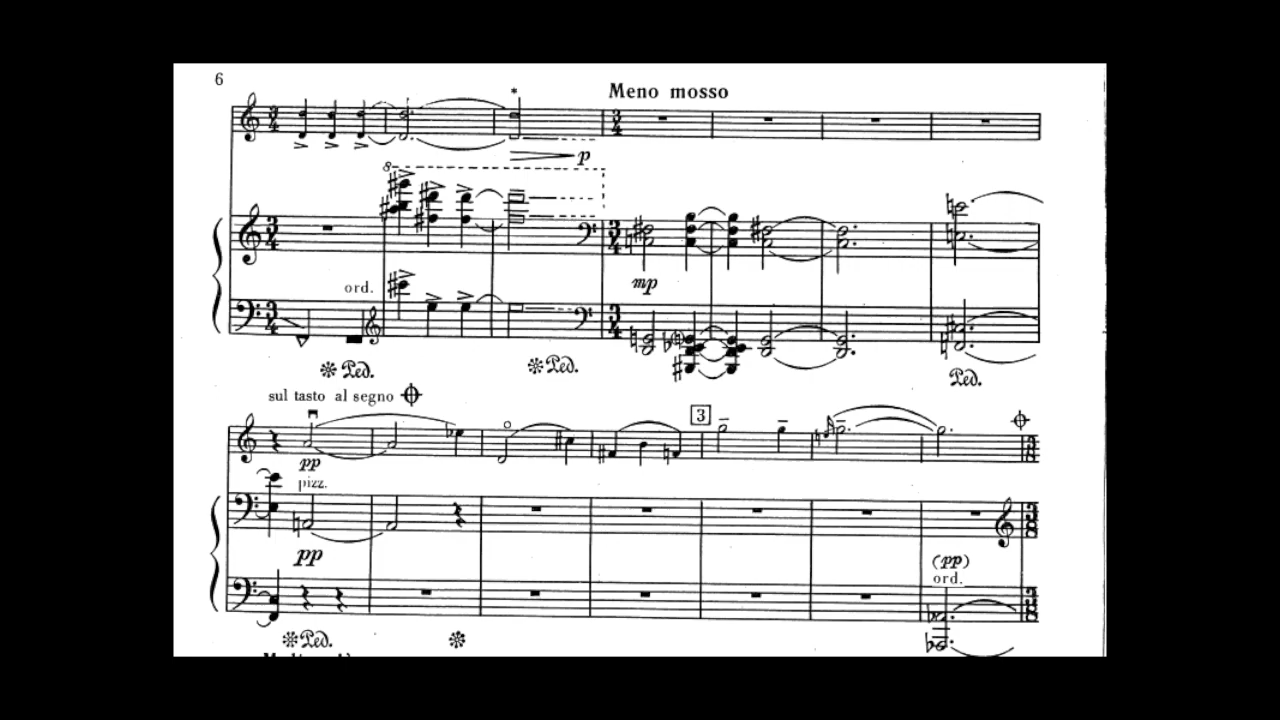 6
Meno mosso
*
p
8
ord.
mp
Ped.
Ped.
Ped.
sul tasto al segno
3
pp
pizz.
pp
(pp)
ord.
Ped.